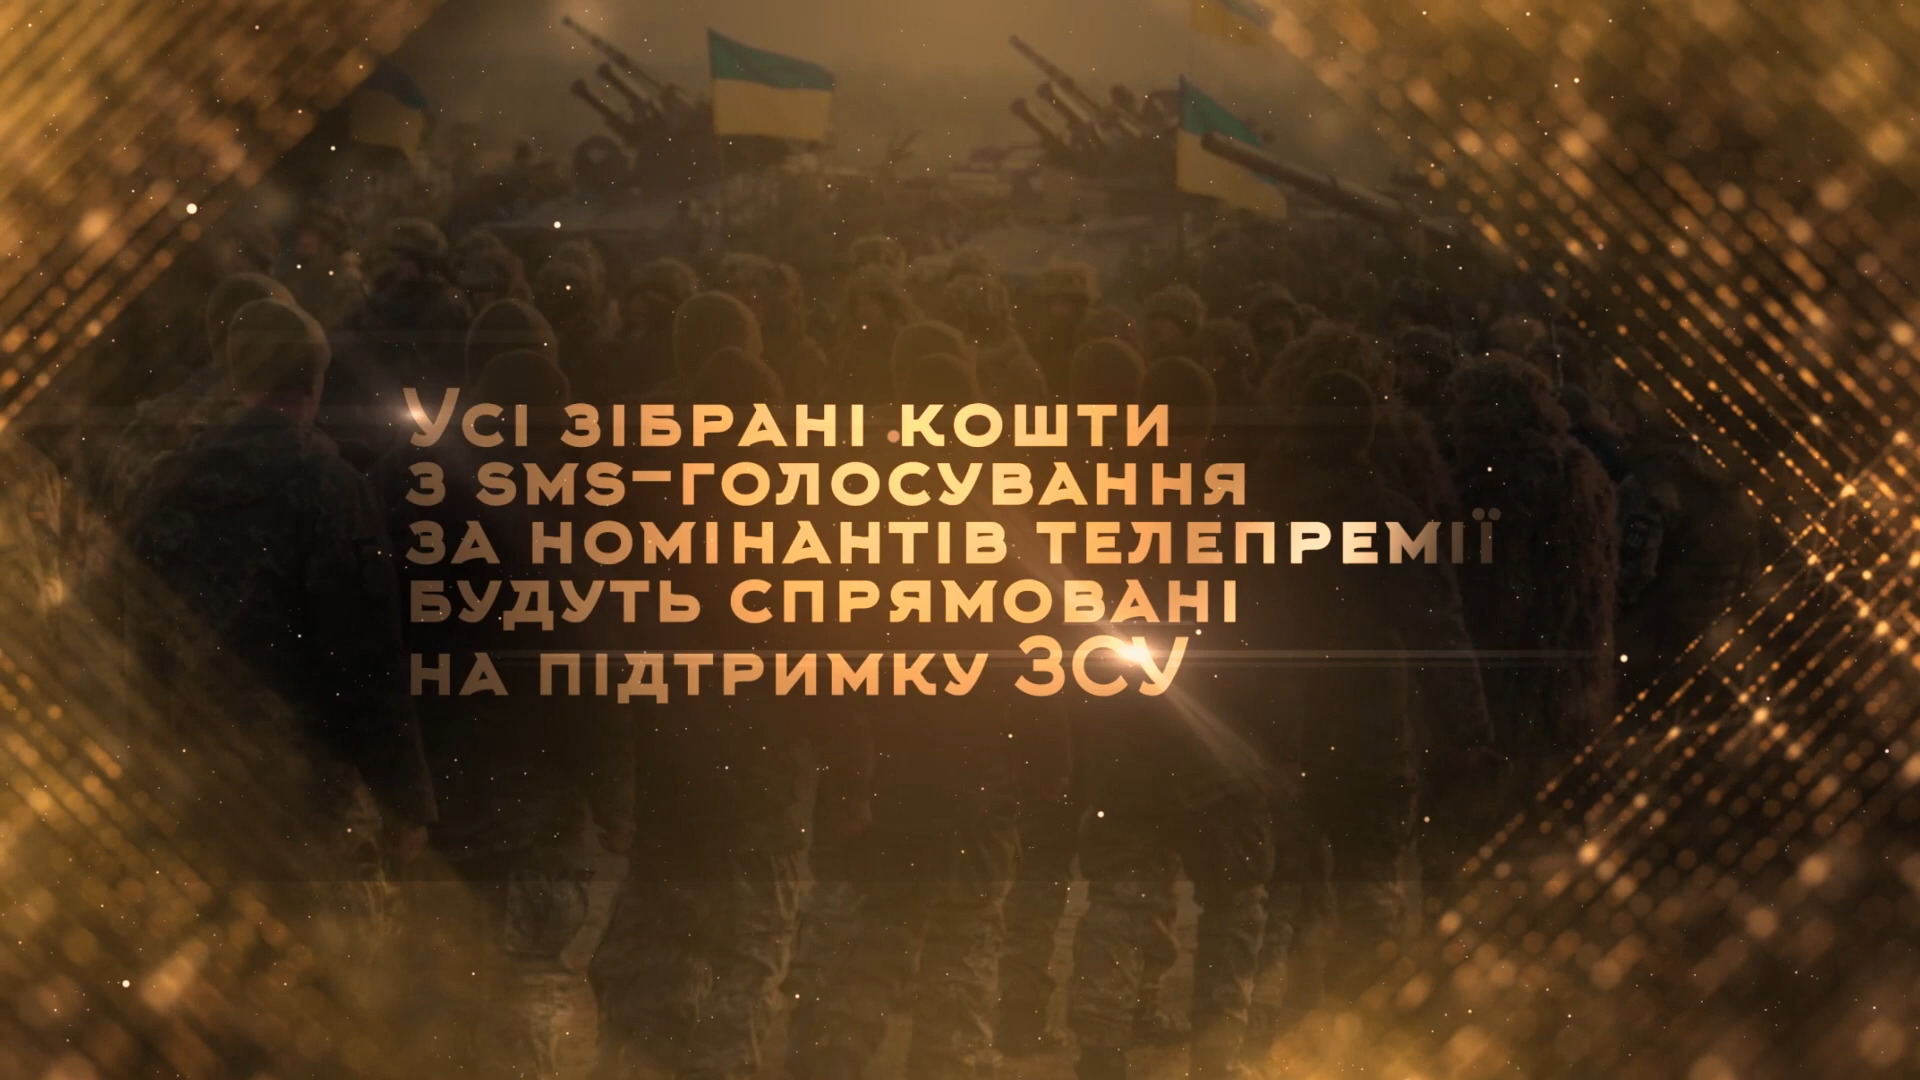 Усі зібрані кошти
з SMS-голосування
за номінантів телепремії
будуть спрямовані
на підтримку ЗСУ